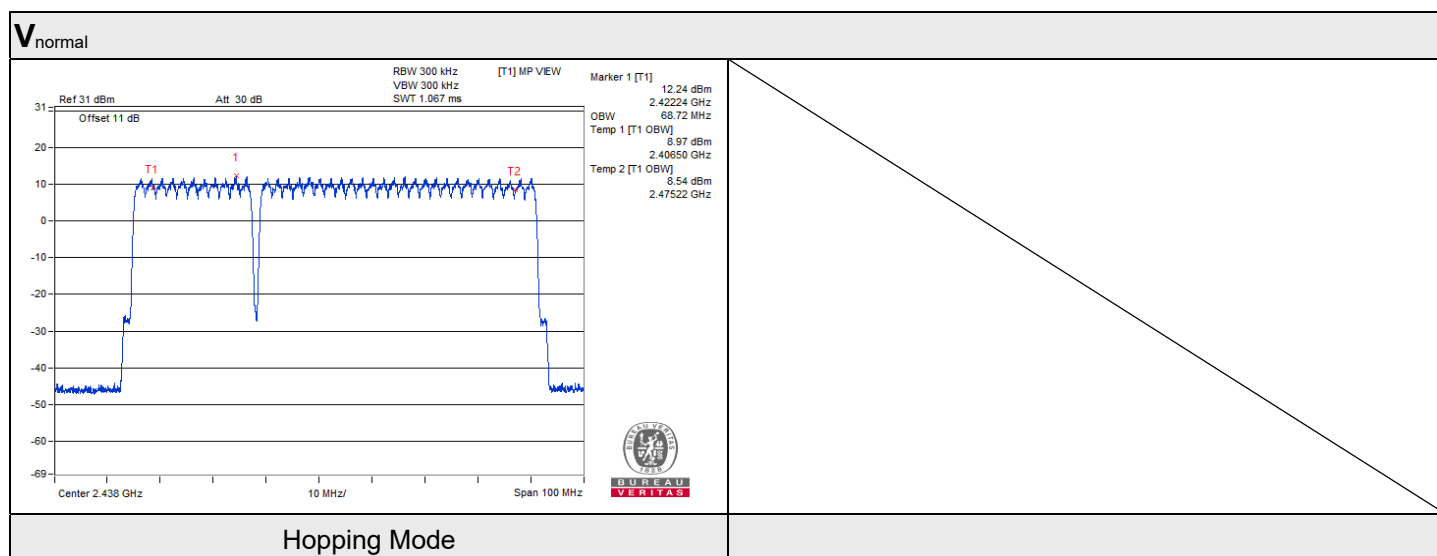 Vnormal
RBW 300 kHz [T1] MP VIEW
VBW 300 kHz
Ref 31 dBm Att 30 dB SWT 1.067 ms
Marker 1 [T1]
12.24 dBm
2.42224 GHz
OBW 68.72 MHz
Temp 1 [T1 OBW]
8.97 dBm
2.40650 GHz
Temp 2 [T1 OBW]
8.54 dBm
2.47522 GHz
31
Offset 11 dB
20
T1 1 T2
10
0
-10
-20
-30
-40
-50
-60
-69
Center 2.438 GHz 10 MHz/ Span 100 MHz
BUREAU VERITAS
1828
BUREAU
VERITAS
Hopping Mode